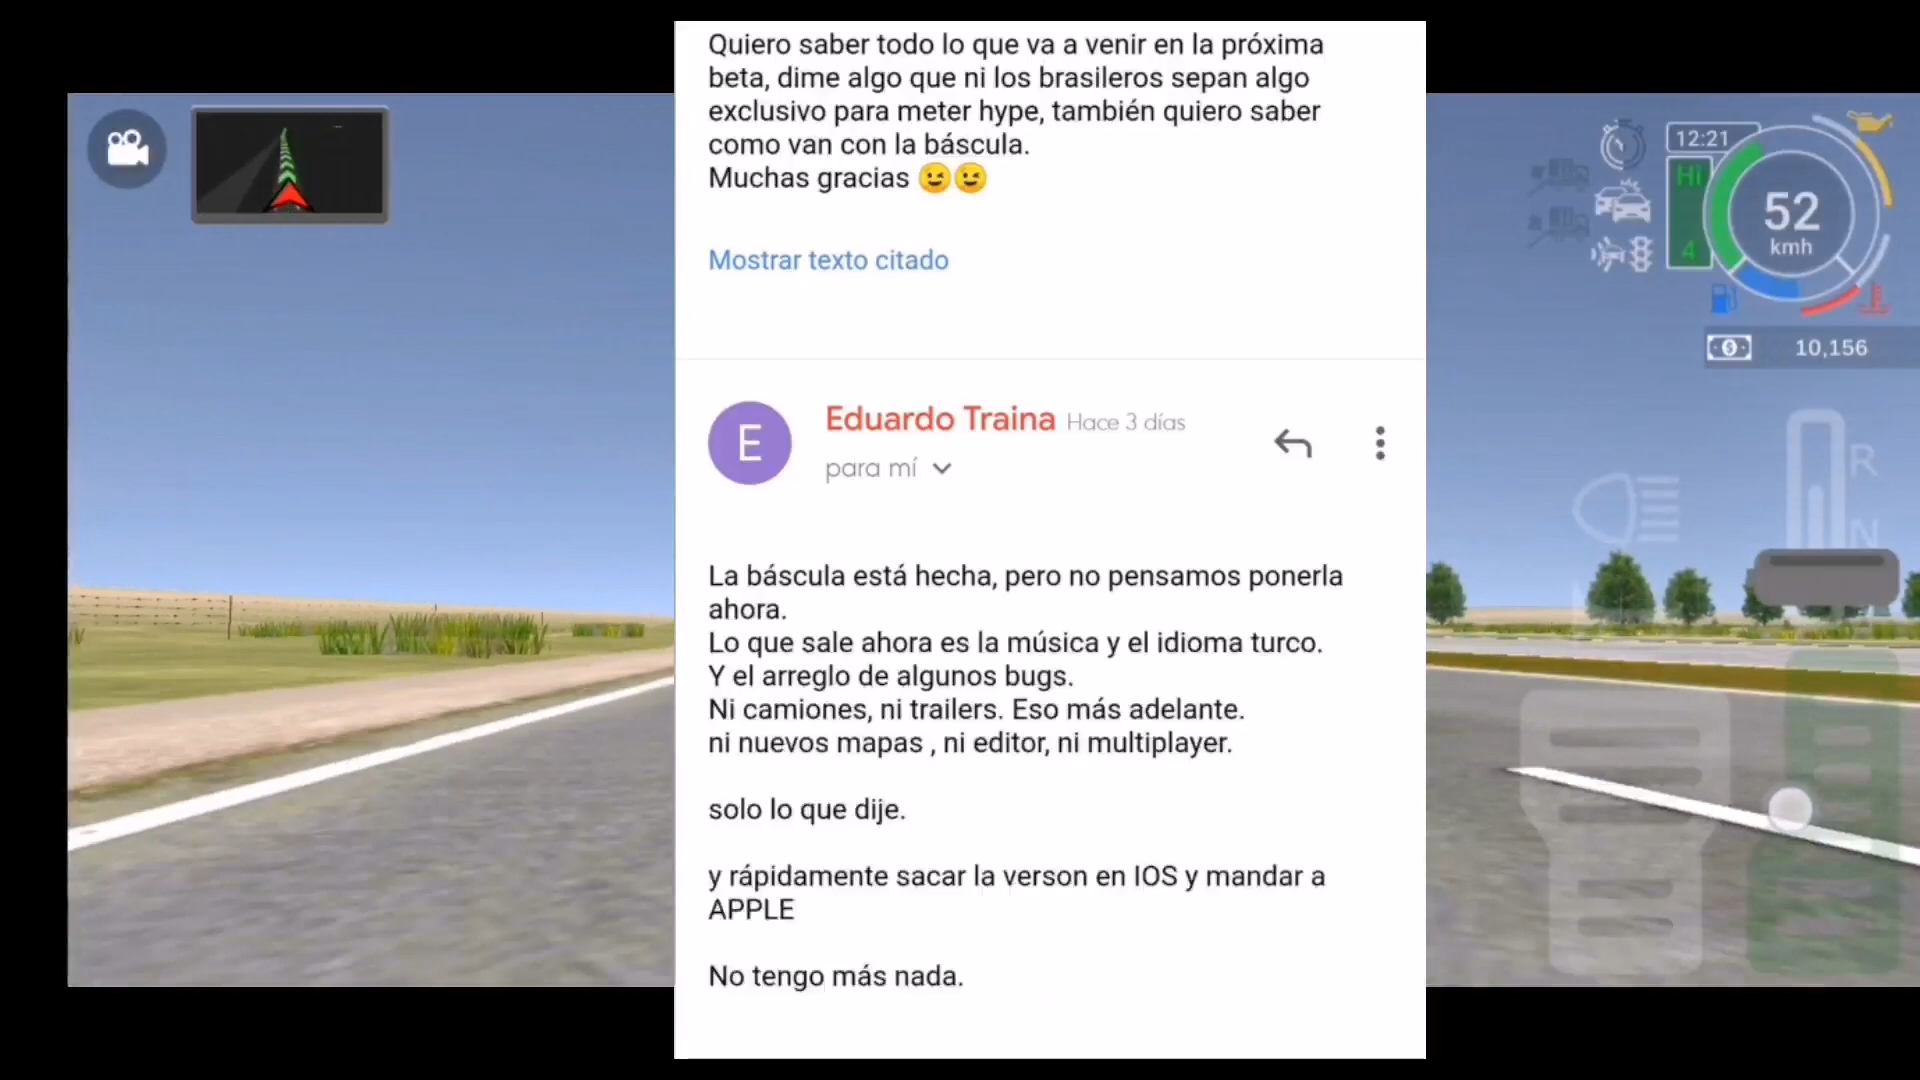 Quiero saber todo lo que va a venir en la próxima
beta, dime algo que ni los brasileros sepan algo
exclusivo para meter hype, también quiero saber
como van con la báscula.
Muchas gracias 😉😉
Mostrar texto citado
E
Eduardo Traina Hace 3 días
para mí
La báscula está hecha, pero no pensamos ponerla
ahora.
Lo que sale ahora es la música y el idioma turco.
Y el arreglo de algunos bugs.
Ni camiones, ni trailers. Eso más adelante.
ni nuevos mapas , ni editor, ni multiplayer.
solo lo que dije.
y rápidamente sacar la verson en IOS y mandar a
APPLE
No tengo más nada.
12:21
HI
4
52
kmh
10,156
R
N